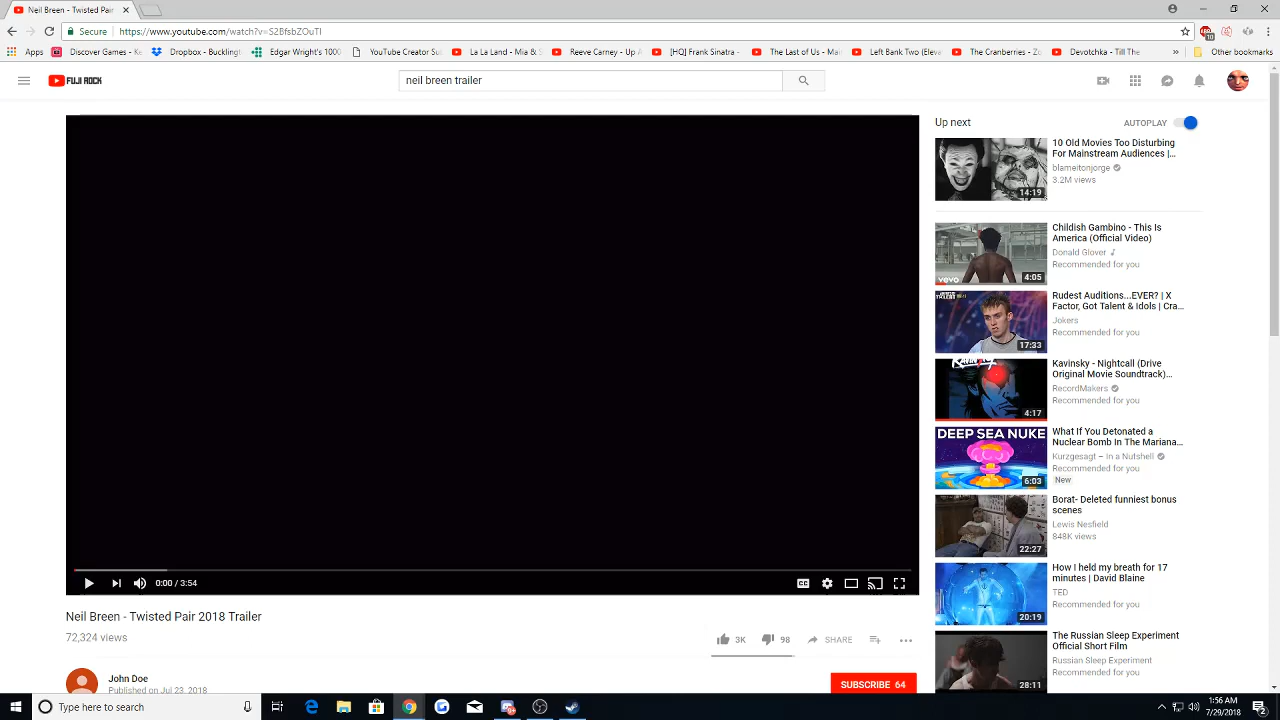 Neil Breen - Twisted Pair
Secure
https://www.youtube.com/watch?v=S2BfsbZOuTI
10
Apps
Discover Games - Ke
Dropbox - Bucklingt
Edgar Wright's 1000
YouTube Creator Su
La La Land - Mia & S
Rescue Carney - Up A
[HQ] Frank Sinatra -
The Last of Us - Mai
Left Bank Two (Eve
The Cranberries - Zo
Devotchka - Till The
»
Other bookmarks
FUJI ROCK
neil breen trailer
Up next
AUTOPLAY
10 Old Movies Too Disturbing
For Mainstream Audiences |...
blameitonjorge
3.2M views
14:19
Childish Gambino - This Is
America (Official Video)
Donald Glover
Recommended for you
vevo
4:05
Rudest Auditions...EVER? | X
Factor, Got Talent & Idols | Cra...
Jokers
Recommended for you
17:33
Kavinsky - Nightcall (Drive
Original Movie Soundtrack)...
RecordMakers
Recommended for you
4:17
DEEP SEA NUKE
What If You Detonated a
Nuclear Bomb In The Mariana...
Kurzgesagt – In a Nutshell
Recommended for you
New
6:03
Borat- Deleted funniest bonus
scenes
Lewis Nesfield
848K views
22:27
How I held my breath for 17
minutes | David Blaine
TED
Recommended for you
20:19
The Russian Sleep Experiment
Official Short Film
Russian Sleep Experiment
Recommended for you
28:11
0:00 / 3:54
CC
Neil Breen - Twisted Pair 2018 Trailer
72,324 views
3K
98
SHARE
John Doe
Published on Jul 23, 2018
SUBSCRIBE 64
Type here to search
1:56 AM
7/29/2018
2